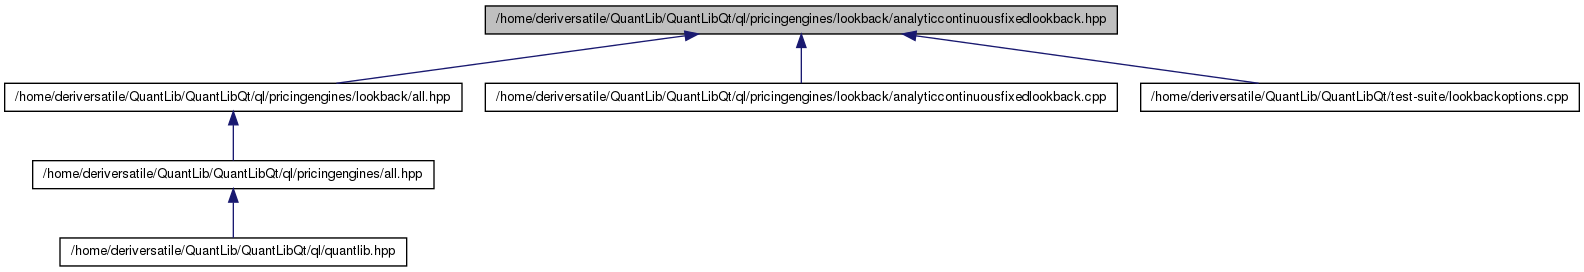 /home/deriversatile/QuantLib/QuantLibQt/ql/pricingengines/lookback/analyticcontinuousfixedlookback.hpp
/home/deriversatile/QuantLib/QuantLibQt/ql/pricingengines/lookback/all.hpp
/home/deriversatile/QuantLib/QuantLibQt/ql/pricingengines/lookback/analyticcontinuousfixedlookback.cpp
/home/deriversatile/QuantLib/QuantLibQt/test-suite/lookbackoptions.cpp
/home/deriversatile/QuantLib/QuantLibQt/ql/pricingengines/all.hpp
/home/deriversatile/QuantLib/QuantLibQt/ql/quantlib.hpp